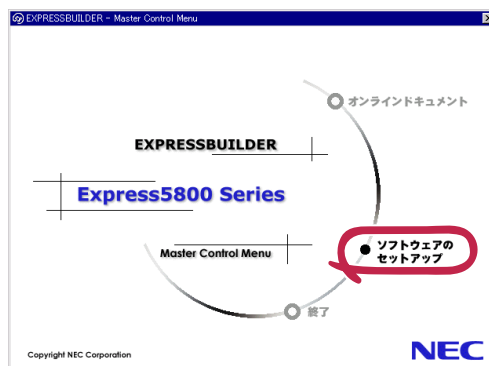 EXPRESSBUILDER - Master Control Menu
オンラインドキュメント
EXPRESSBUILDER
Express5800 Series
ソフトウェアの
セットアップ
Master Control Menu
終了
Copyright NEC Corporation
NEC